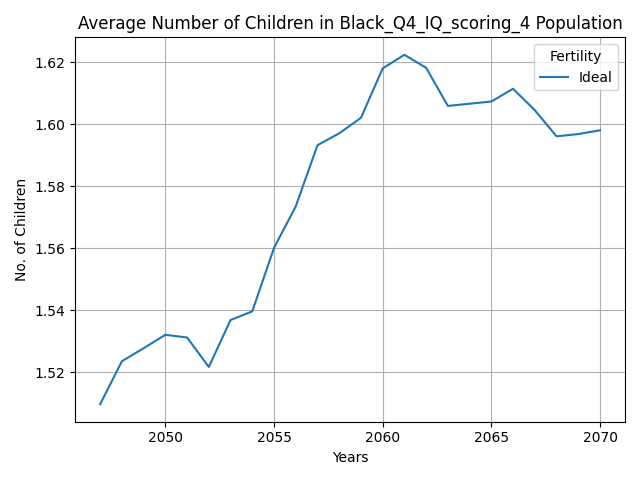 Average Number of Children in Black_Q4_IQ_scoring_4 Population
Fertility
Ideal
No. of Children
1.62
1.60
1.58
1.56
1.54
1.52
2050
2055
2060
2065
2070
Years